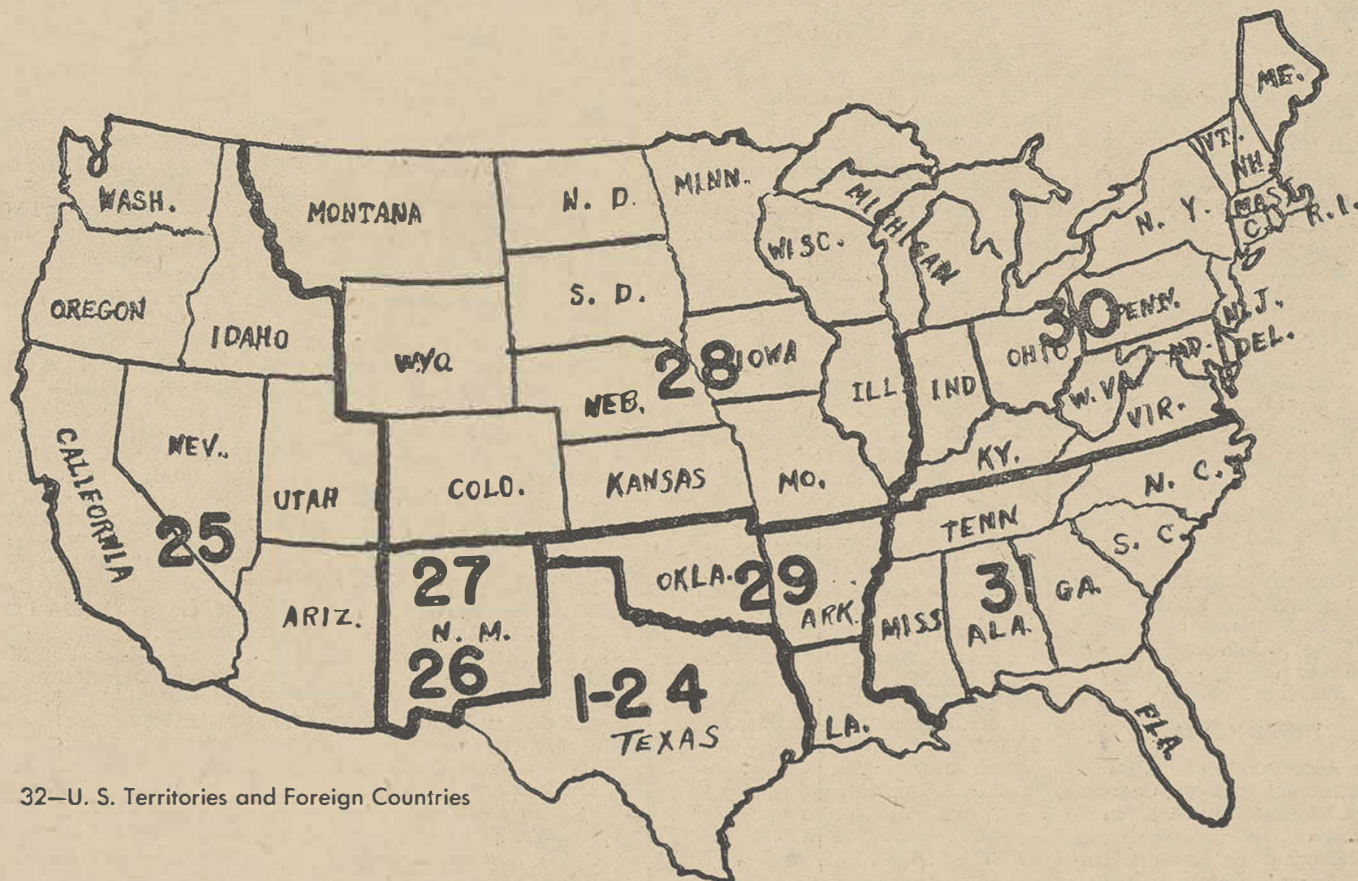 ME.
VT.
NH.
WASH.
MONTANA
N. D.
MINN.
MICHIGAN
N. Y.
MASS.
C.
R. I.
WISC.
OREGON
IDAHO
S. D.
WYO.
28
IOWA
30
PENN.
N. J.
OHIO
MD.
DEL.
NEB.
ILL.
IND
W. VA.
VIR.
CALIFORNIA
NEV.
UTAH
COLO.
KANSAS
MO.
KY.
N. C.
25
TENN
S. C.
27
OKLA.
29
31
GA.
ARIZ.
N. M.
ARK.
MISS
ALA.
26
1-24
TEXAS
LA.
FLA.
32—U. S. Territories and Foreign Countries